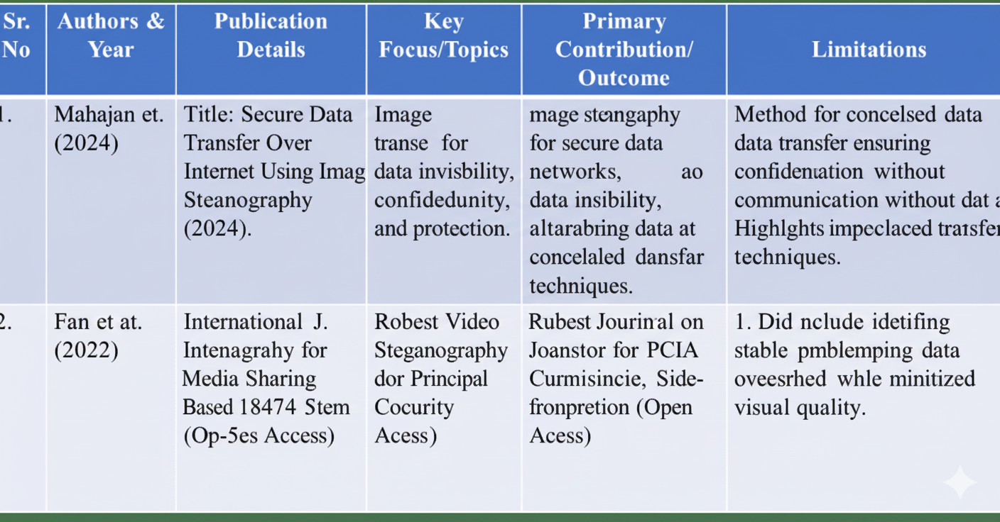 Sr.
No
Authors &
Year
Publication
Details
Key
Focus/Topics
Primary
Contribution/
Outcome
Limitations
1.
Mahajan et.
(2024)
Title: Secure Data
Transfer Over
Internet Using Imag
Steanography
(2024).
Image
transe for
data invisbility,
confidedunity,
and protection.
mage steangaphy
for secure data
networks, ao
data insibility,
altarabring data at
concelaled dansfar
techniques.
Method for concelsed data
data transfer ensuring
confidentation without
communication without dat a
Highlghts impeclaced transfer
techniques.
2.
Fan et at.
(2022)
International J.
Intenagrahy for
Media Sharing
Based 18474 Stem
(Op-5es Access)
Robest Video
Steganography
dor Principal
Cocurity
Acess)
Rubest Jourinal on
Joanstor for PCIA
Curmisincie, Side-
fronpretion (Open
Acess)
1. Did nclude idetifing
stable pmblemping data
oveesrhed whle minitized
visual quality.